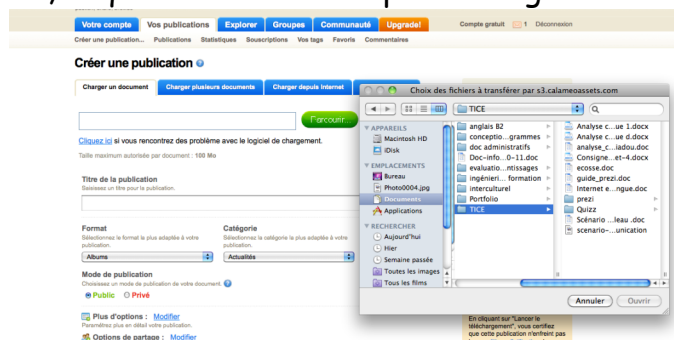 Votre compte Vos publications Explorer Groupes Communauté Upgrade! Compte gratuit 1 Déconnexion
Créer une publication... Publications Statistiques Souscriptions Vos tags Favoris Commentaires
Créer une publication
Charger un document Charger plusieurs documents Charger depuis Internet
Parcourir...
Cliquez ici si vous rencontrez des problème avec le logiciel de chargement.
Taille maximum autorisée par document : 100 Mo
Titre de la publication
Saisissez un titre pour la publication.
Format
Sélectionnez le format le plus adaptée à votre
publication.
Albums
Catégorie
Sélectionnez la catégorie la plus adaptée à votre
publication.
Actualités
Mode de publication
Choisissez un mode de publication de votre document.
Public Privé
Plus d'options : Modifier
Paramétrez plus en détail votre publication.
Options de partage : Modifier
Choix des fichiers à transférer par s3.calameoassets.com
TICE
APPAREILS
Macintosh HD
iDisk
EMPLACEMENTS
Bureau
Photo0004.jpg
Documents
Applications
RECHERCHER
Aujourd'hui
Hier
Semaine passée
Toutes les images
Tous les films
anglais B2
conceptio...grammes
doc administratifs
Doc-info...0-11.doc
evaluatio...ntissages
ingénieri... formation
interculturel
Portfolio
TICE
Analyse c...ue 1.docx
Analyse c...ue d.docx
analyse_c...iadou.doc
Consigne...et-4.docx
ecosse.doc
guide_prezi.doc
Internet e...ngue.doc
prezi
Quizz
Scénario ...leau .doc
scenario-...unication
Annuler Ouvrir
En cliquant sur "Lancer le
téléchargement", vous certifiez
que cette publication n'enfreint pas